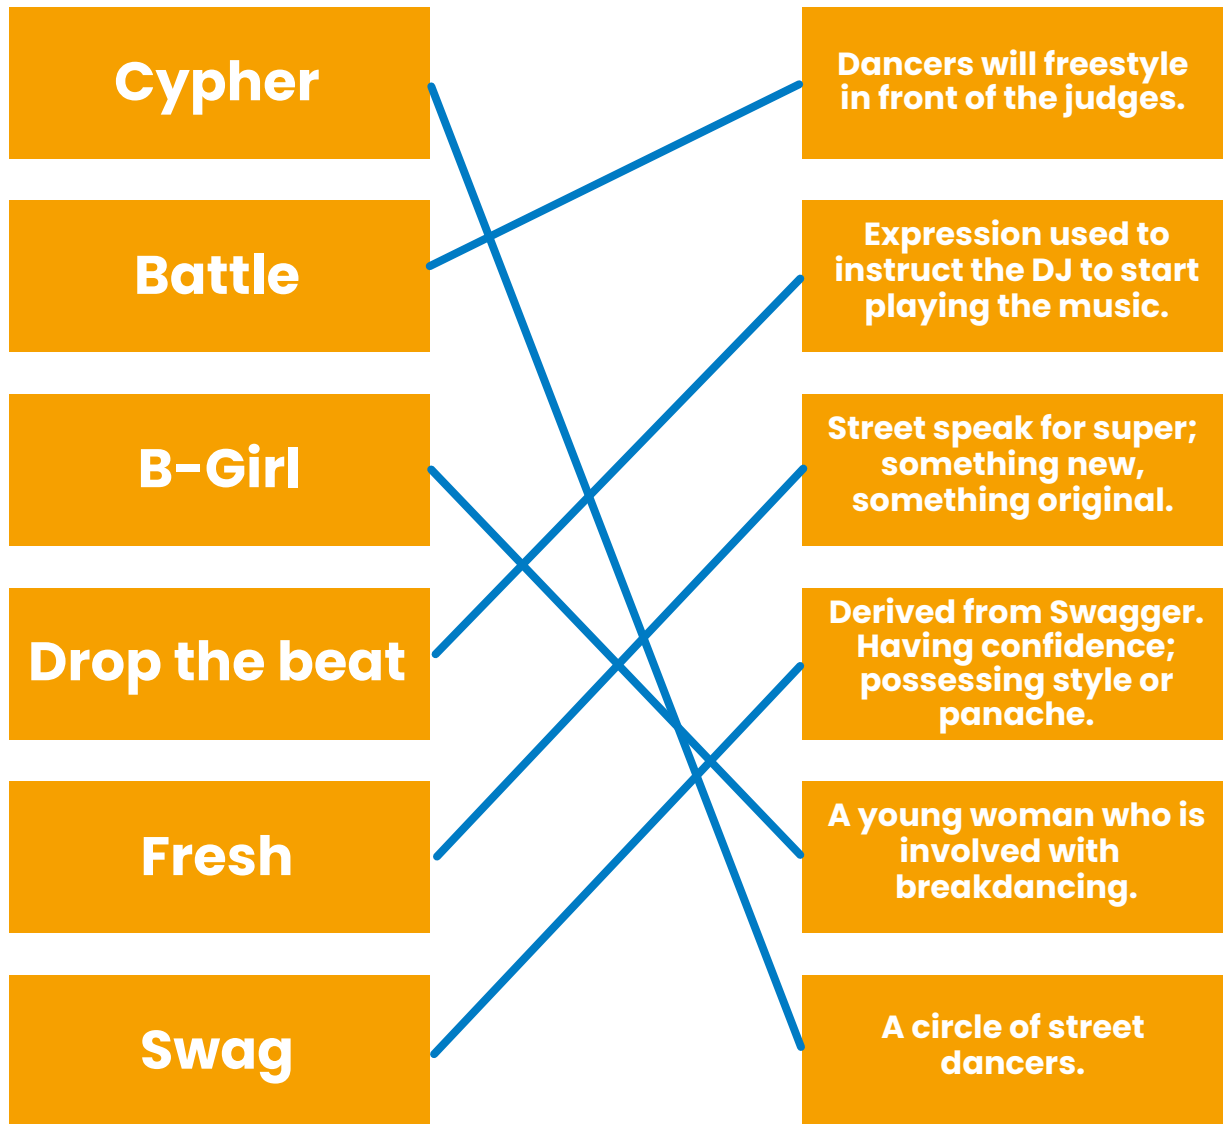 Cypher
Dancers will freestyle
in front of the judges.
Battle
Expression used to
instruct the DJ to start
playing the music.
B-Girl
Street speak for super;
something new,
something original.
Drop the beat
Derived from Swagger.
Having confidence;
possessing style or
panache.
Fresh
A young woman who is
involved with
breakdancing.
Swag
A circle of street
dancers.